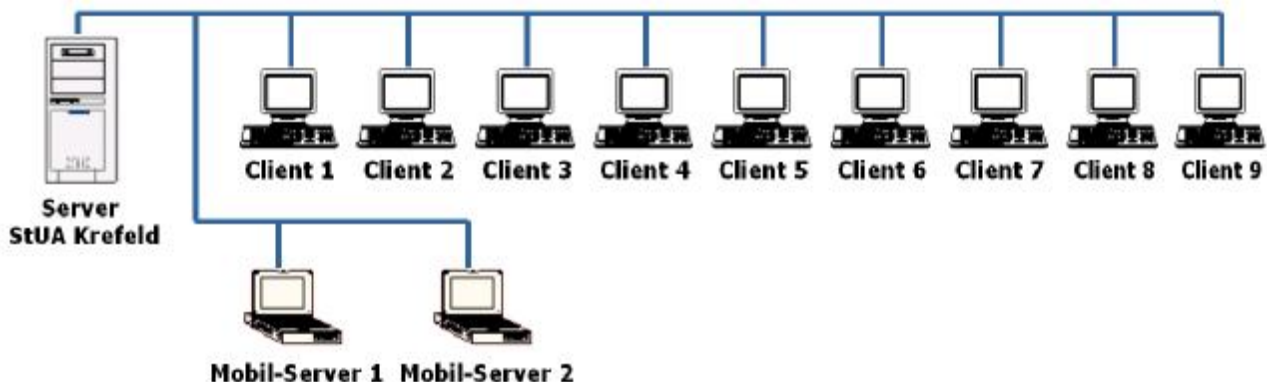 Client 1 Client 2 Client 3 Client 4 Client 5 Client 6 Client 7 Client 8 Client 9
Server
StUA Krefeld
Mobil-Server 1 Mobil-Server 2